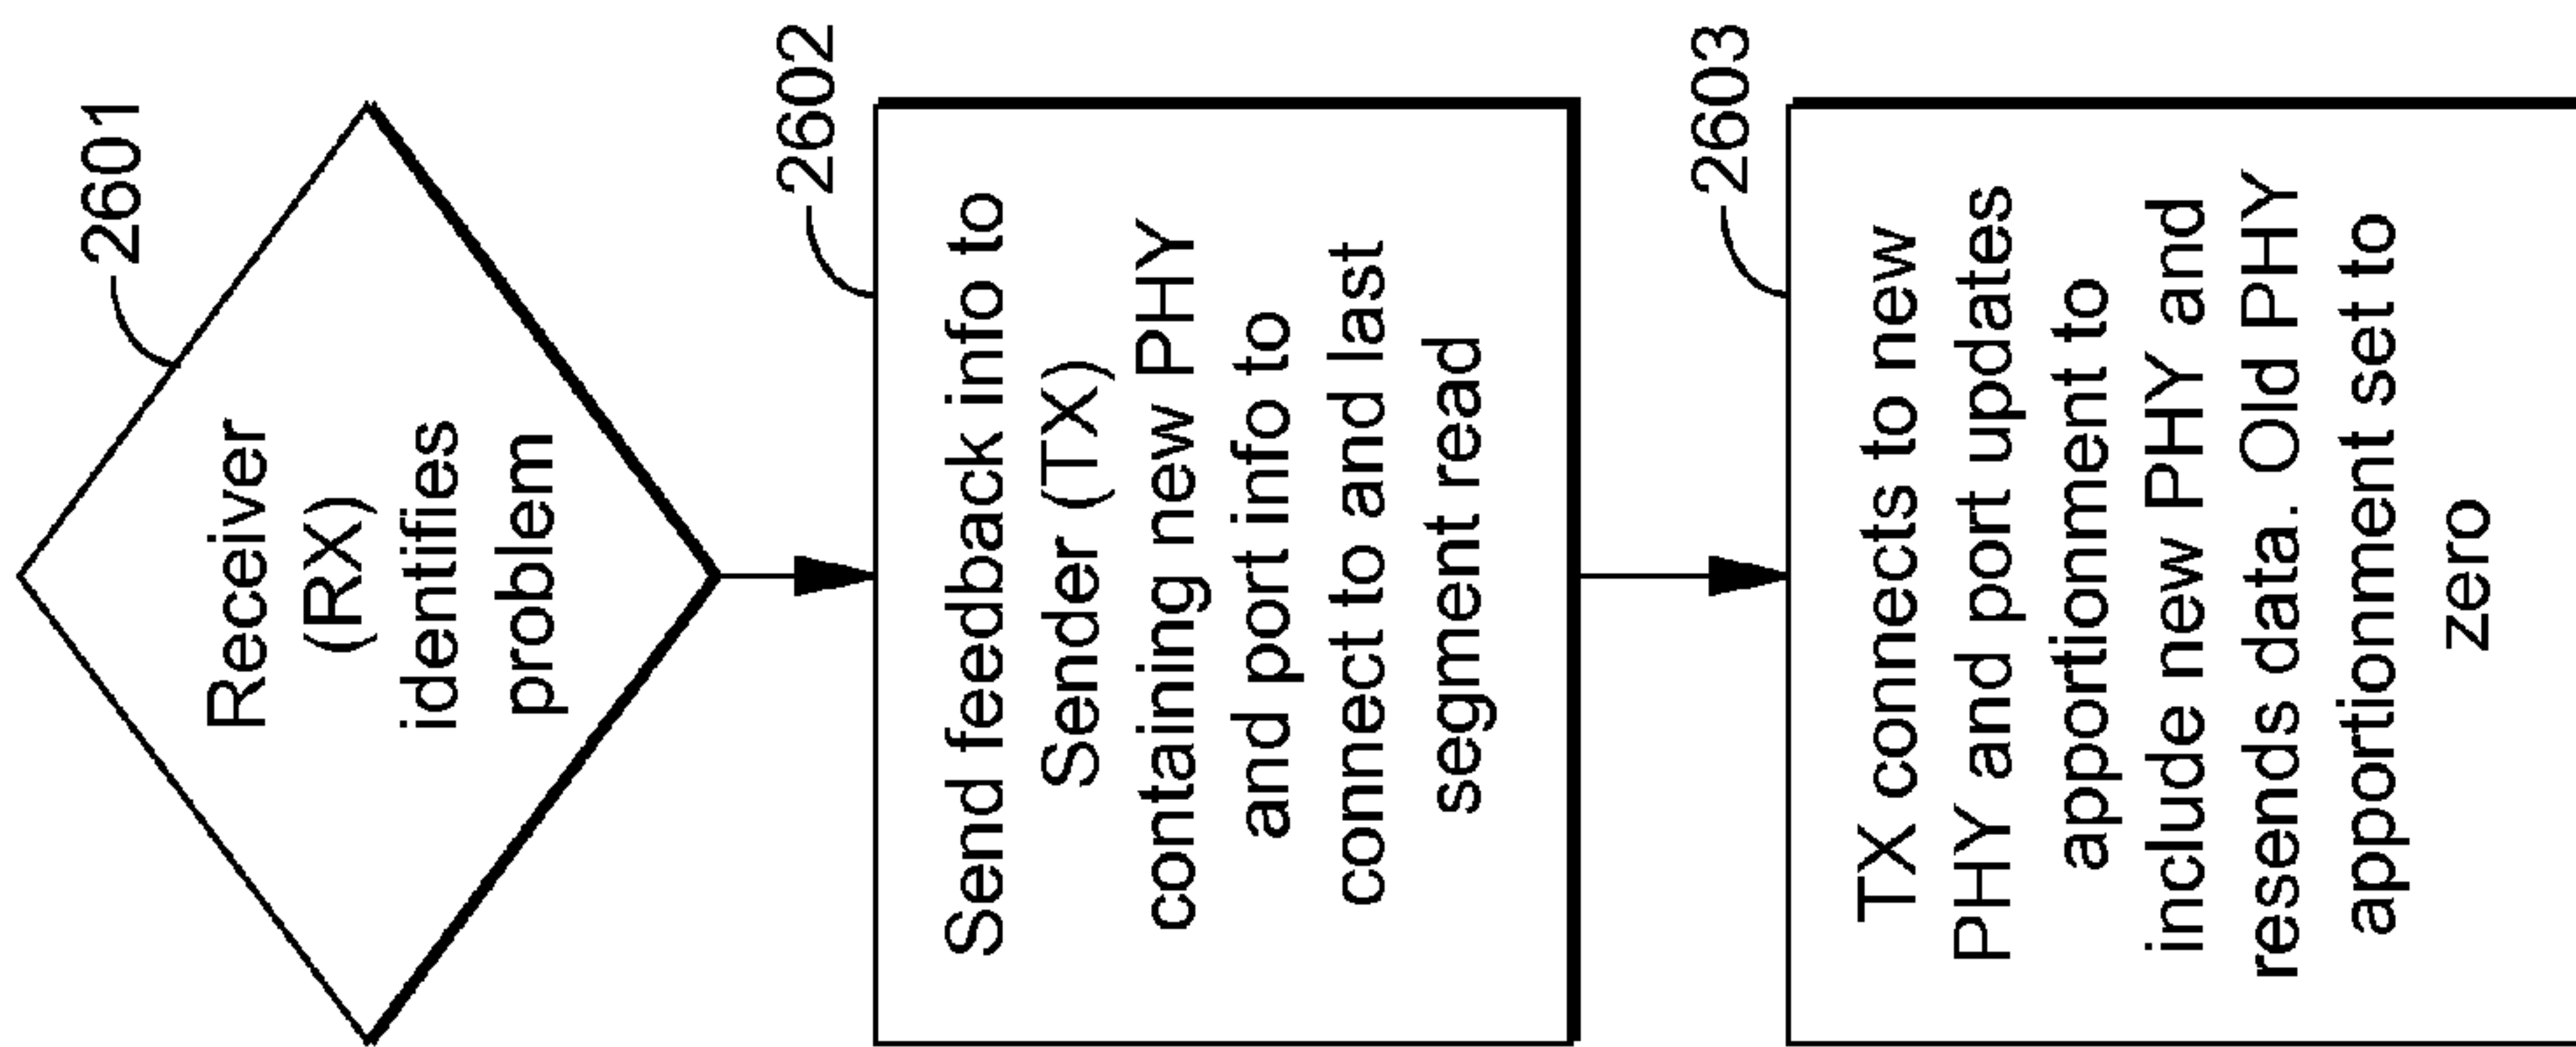 2601
Receiver
(RX)
identifies
problem
2602
Send feedback info to
Sender (TX)
containing new PHY
and port info to
connect to and last
segment read
2603
TX connects to new
PHY and port updates
apportionment to
include new PHY and
resends data. Old PHY
apportionment set to
zero